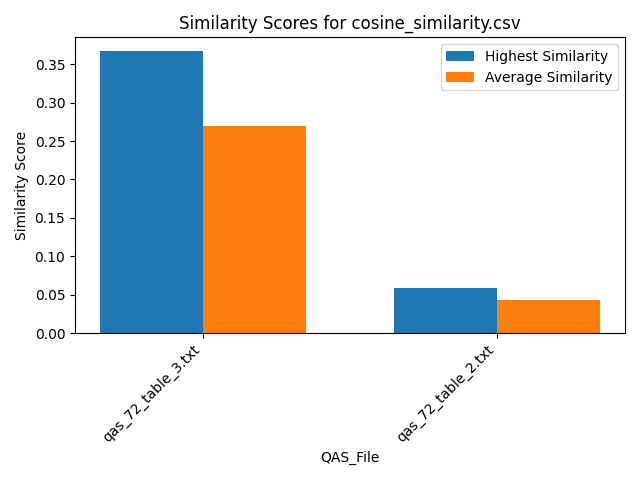 Similarity Scores for cosine_similarity.csv
Highest Similarity
Average Similarity
Similarity Score
0.35
0.30
0.25
0.20
0.15
0.10
0.05
0.00
qas_72_table_3.txt
qas_72_table_2.txt
QAS_File